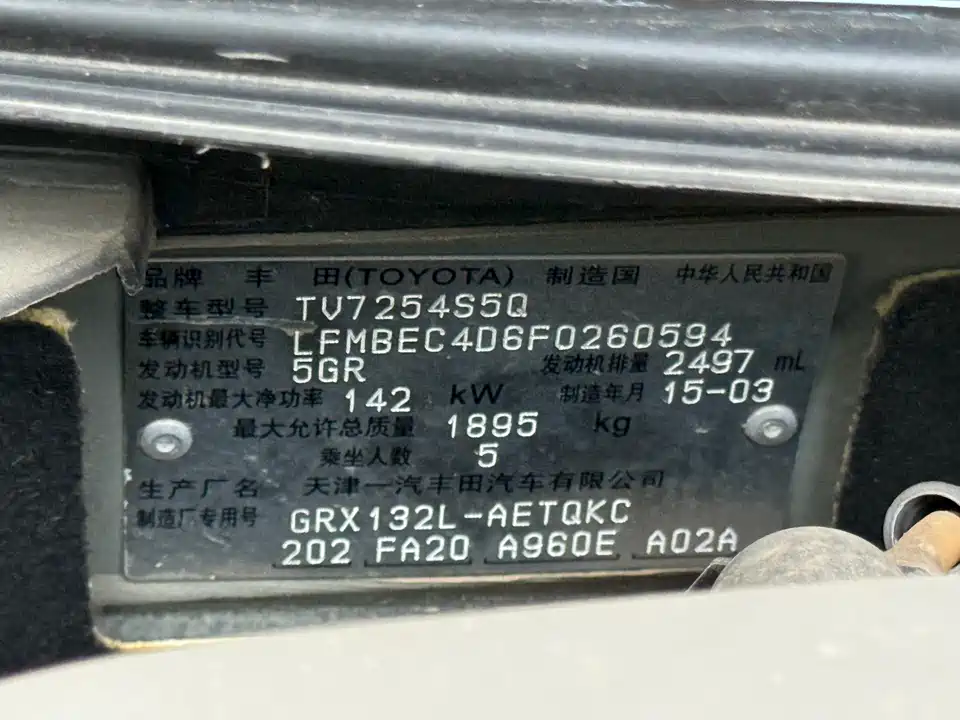 品牌 丰 田(TOYOTA) 制造国 中华人民共和国
整车型号 TV7254S5Q
车辆识别代号 LFMBEC4D6F0260594
发动机型号 5GR 发动机排量 2497 mL
发动机最大净功率 142 kW 制造年月 15-03
最大允许总质量 1895 kg
乘坐人数 5
生产厂名 天津一汽丰田汽车有限公司
制造厂专用号 GRX132L-AETQKC
202 FA20 A960E A02A